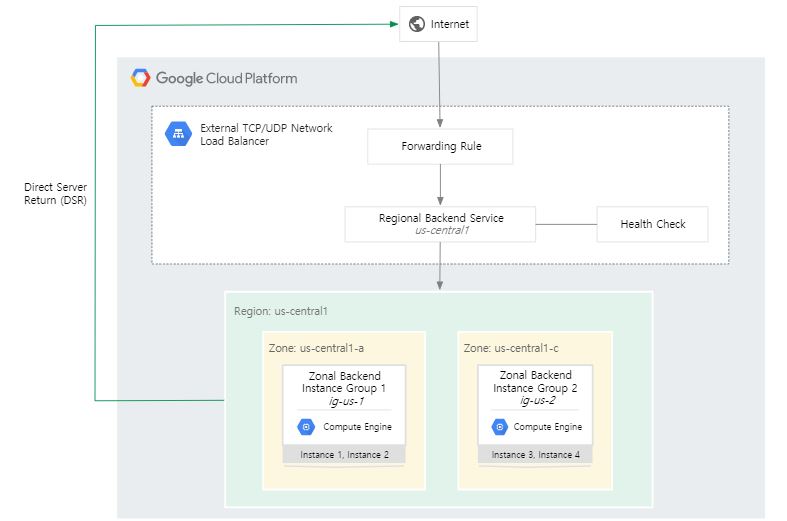 Internet
Google Cloud Platform
External TCP/UDP Network
Load Balancer
Forwarding Rule
Direct Server
Return (DSR)
Regional Backend Service
us-central1
Health Check
Region: us-central1
Zone: us-central1-a
Zonal Backend
Instance Group 1
ig-us-1
Compute Engine
Instance 1, Instance 2
Zone: us-central1-c
Zonal Backend
Instance Group 2
ig-us-2
Compute Engine
Instance 3, Instance 4